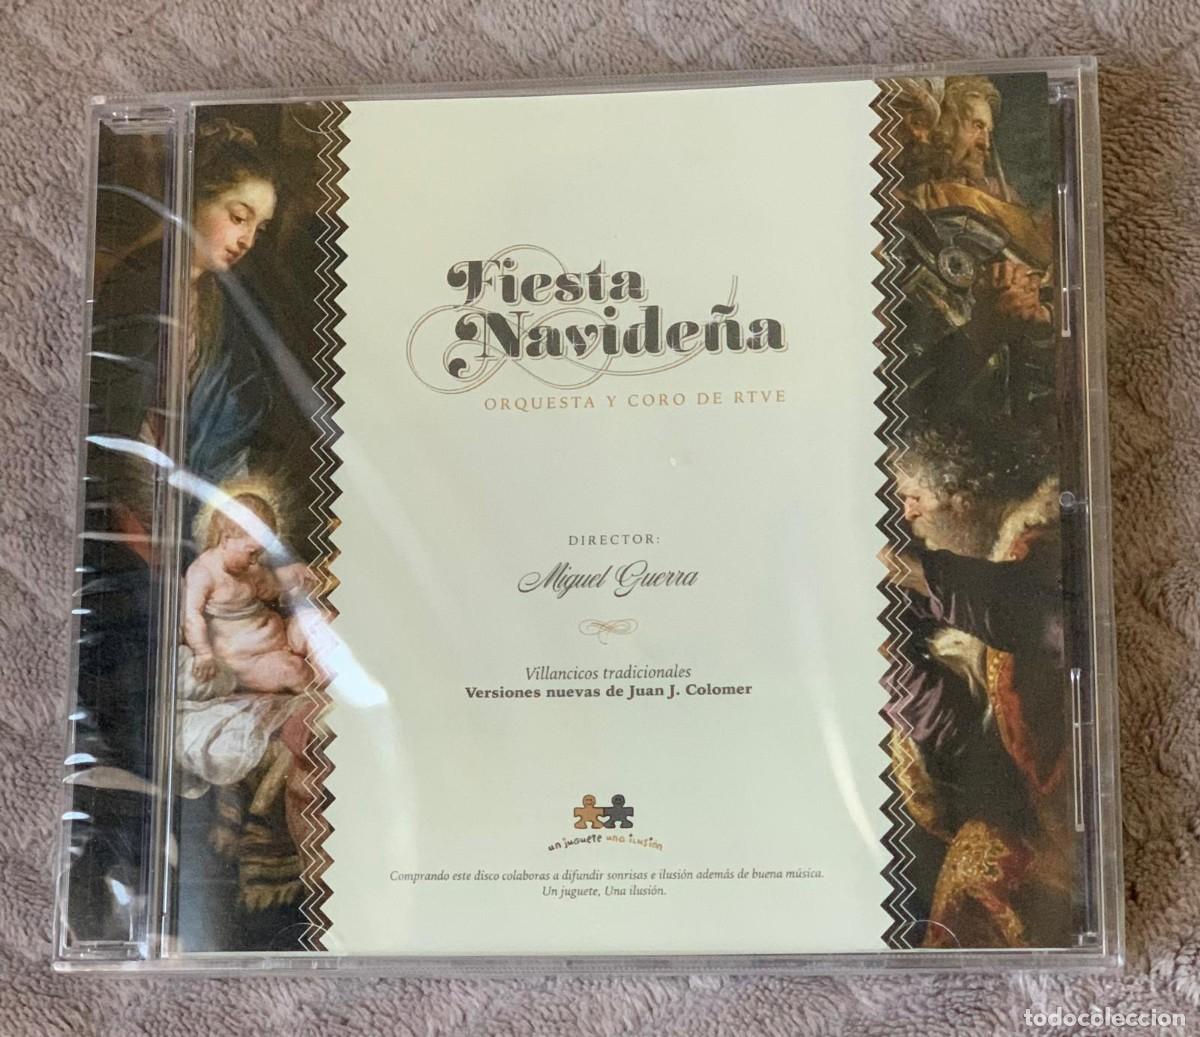 Fiesta
Navideña
ORQUESTA Y CORO DE RTVE
DIRECTOR:
Miguel Guerra
Villancicos tradicionales
Versiones nuevas de Juan J. Colomer
un juguete una ilusión
Comprando este disco colaboras a difundir sonrisas e ilusión además de buena música.
Un juguete, Una ilusión.
todocoleccion